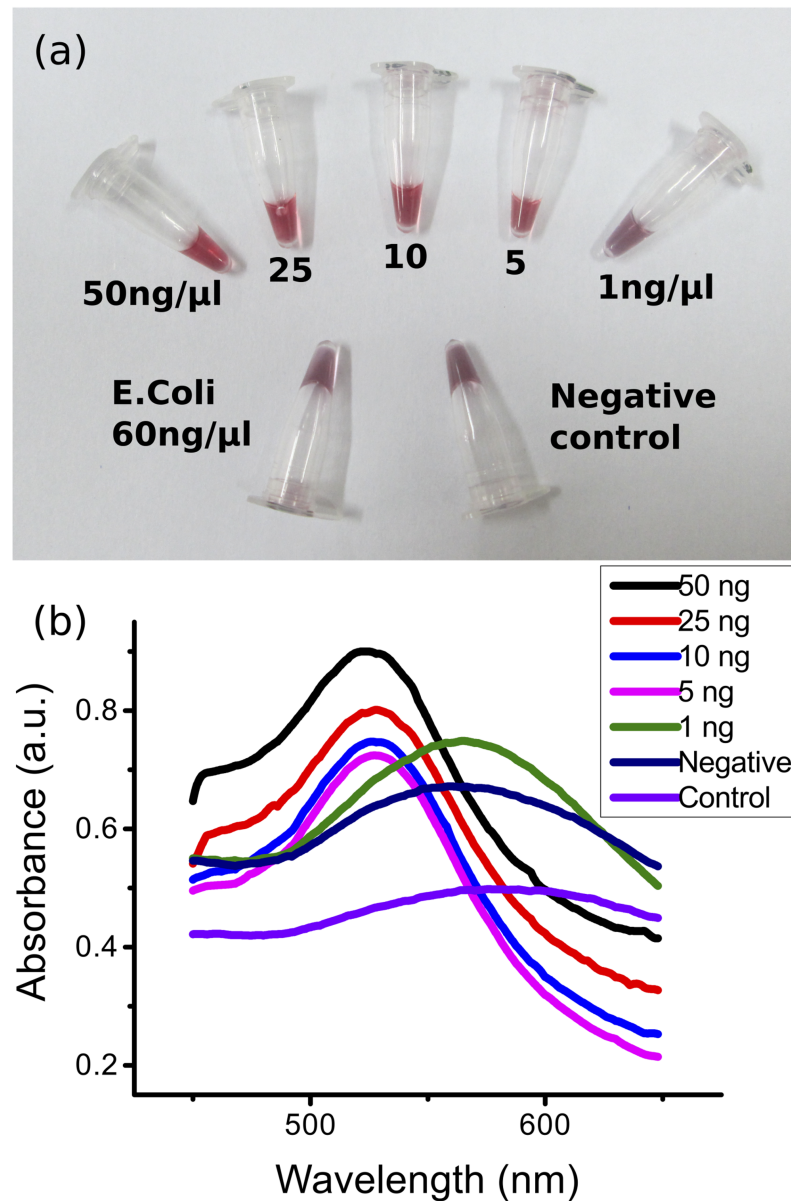 (a)
50ng/µl
25
10
5
1ng/µl
E.Coli
60ng/µl
Negative
control
(b)
50 ng
25 ng
10 ng
5 ng
1 ng
Negative
Control
0.8
0.6
0.4
0.2
Absorbance (a.u.)
500
600
Wavelength (nm)